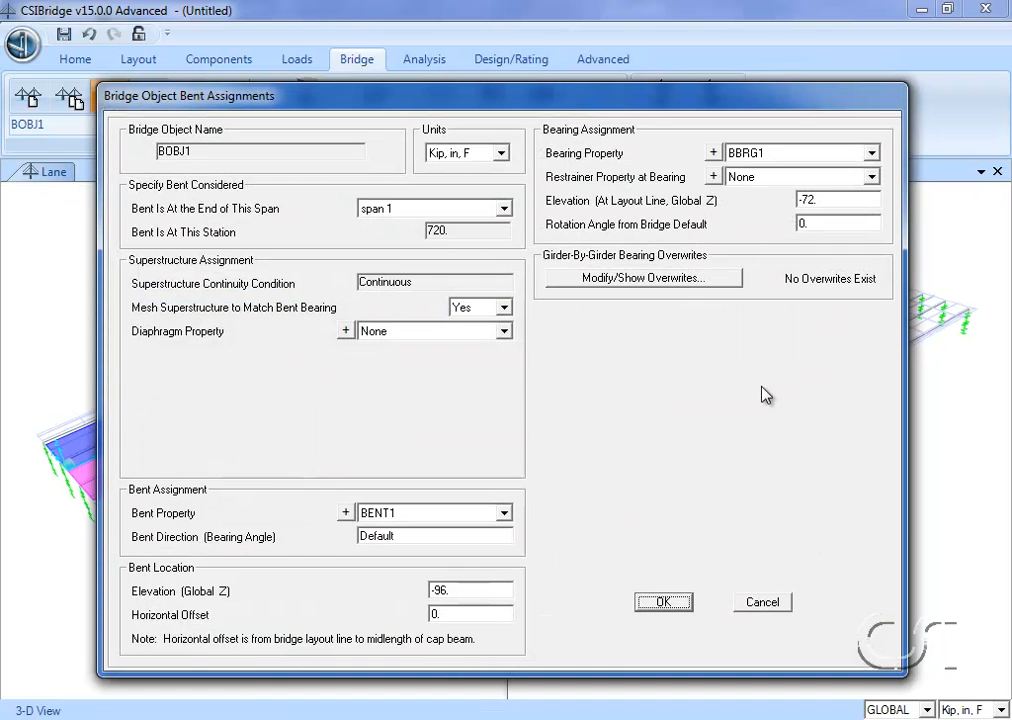 CSIBridge v15.0.0 Advanced - (Untitled)
Home Layout Components Loads Bridge Analysis Design/Rating Advanced
BOBJ1
Lane
Bridge Object Bent Assignments
Bridge Object Name
BOBJ1
Units
Kip, in, F
Specify Bent Considered
Bent Is At the End of This Span span 1
Bent Is At This Station 720.
Superstructure Assignment
Superstructure Continuity Condition Continuous
Mesh Superstructure to Match Bent Bearing Yes
Diaphragm Property + None
Bent Assignment
Bent Property + BENT1
Bent Direction (Bearing Angle) Default
Bent Location
Elevation (Global Z) -96.
Horizontal Offset 0.
Note: Horizontal offset is from bridge layout line to midlength of cap beam.
Bearing Assignment
Bearing Property + BBRG1
Restrainer Property at Bearing + None
Elevation (At Layout Line, Global Z) -72.
Rotation Angle from Bridge Default 0.
Girder-By-Girder Bearing Overwrites
Modify/Show Overwrites... No Overwrites Exist
OK Cancel
CSI
3-D View GLOBAL Kip, in, F